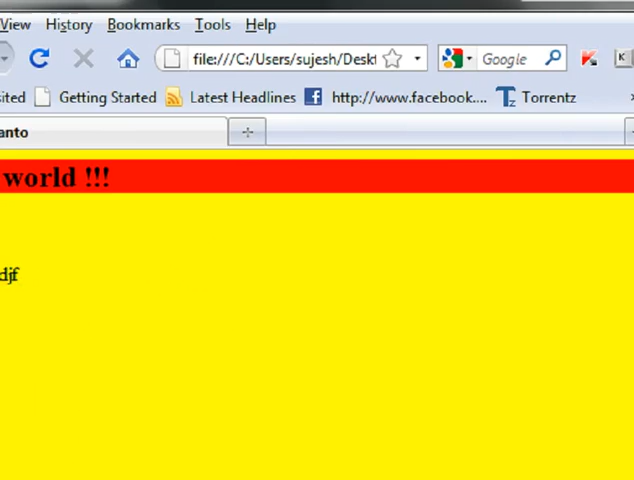 View History Bookmarks Tools Help
file:///C:/Users/sujesh/Deskt Google K
ited Getting Started Latest Headlines http://www.facebook.... Torrentz
anto
world !!!
djf